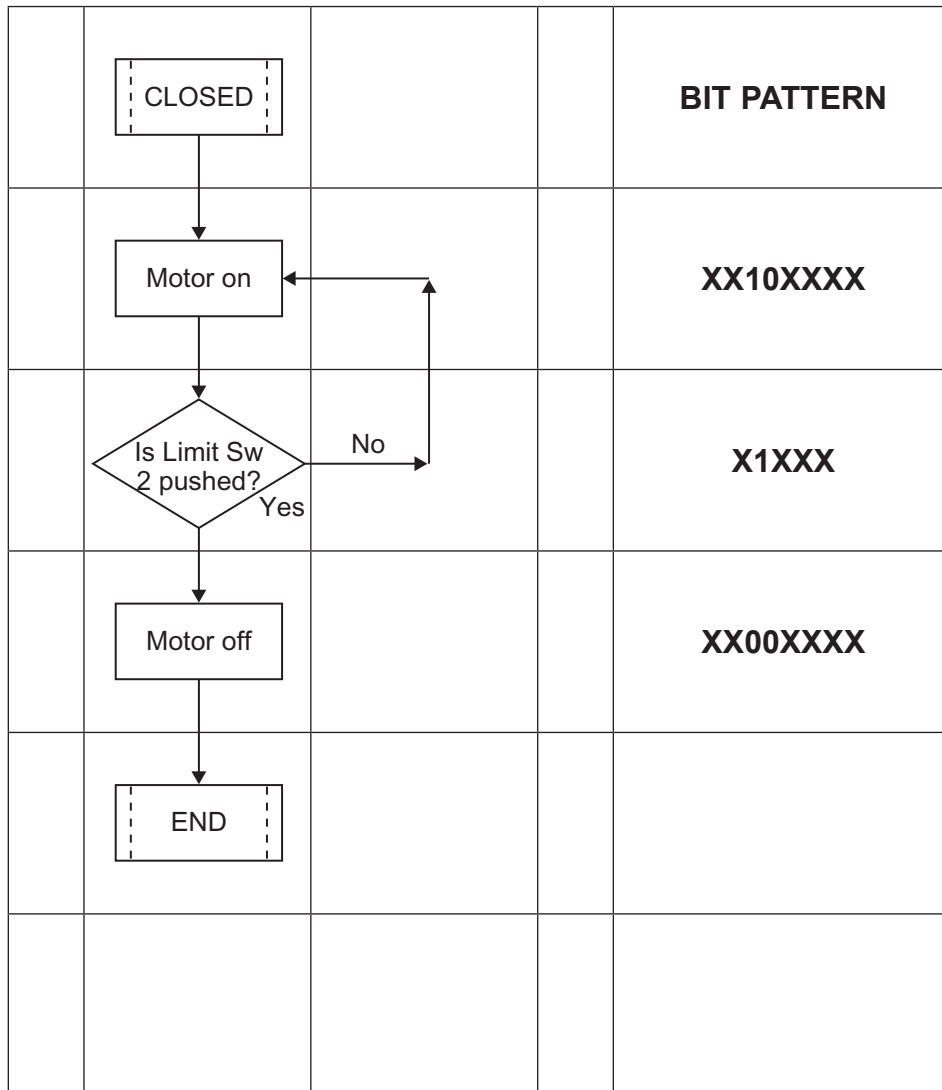 CLOSED
BIT PATTERN
Motor on
XX10XXXX
Is Limit Sw
2 pushed?
No
Yes
X1XXX
Motor off
XX00XXXX
END